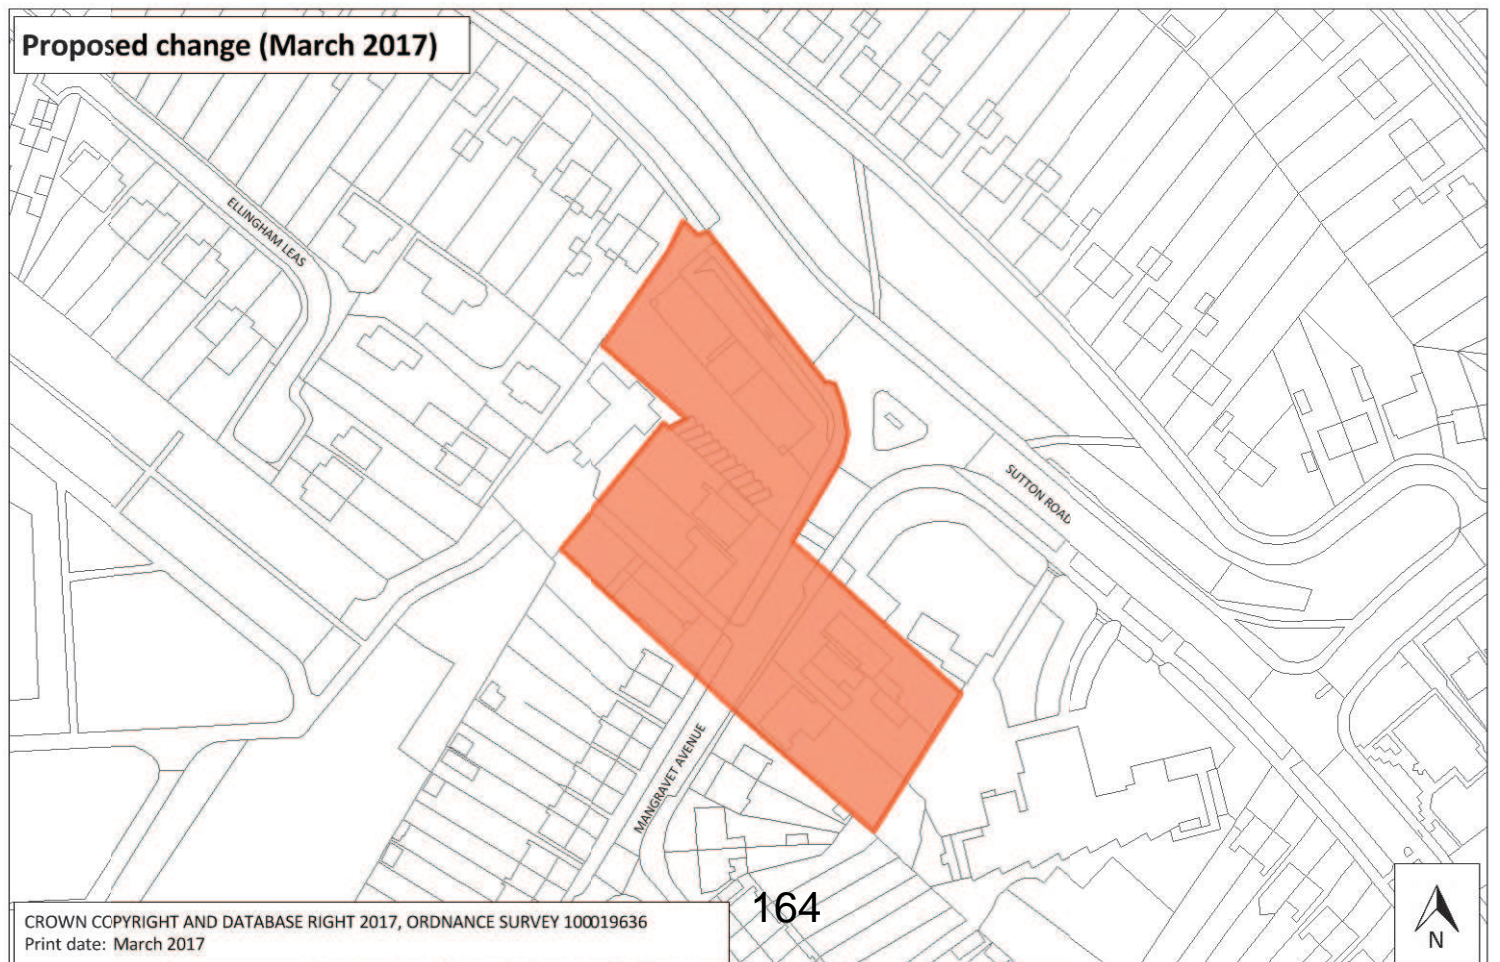 Proposed change (March 2017)
ELLINGHAM LEAS
SUTTON ROAD
MANGRAVET AVENUE
164
CROWN COPYRIGHT AND DATABASE RIGHT 2017, ORDNANCE SURVEY 100019636
Print date: March 2017
N